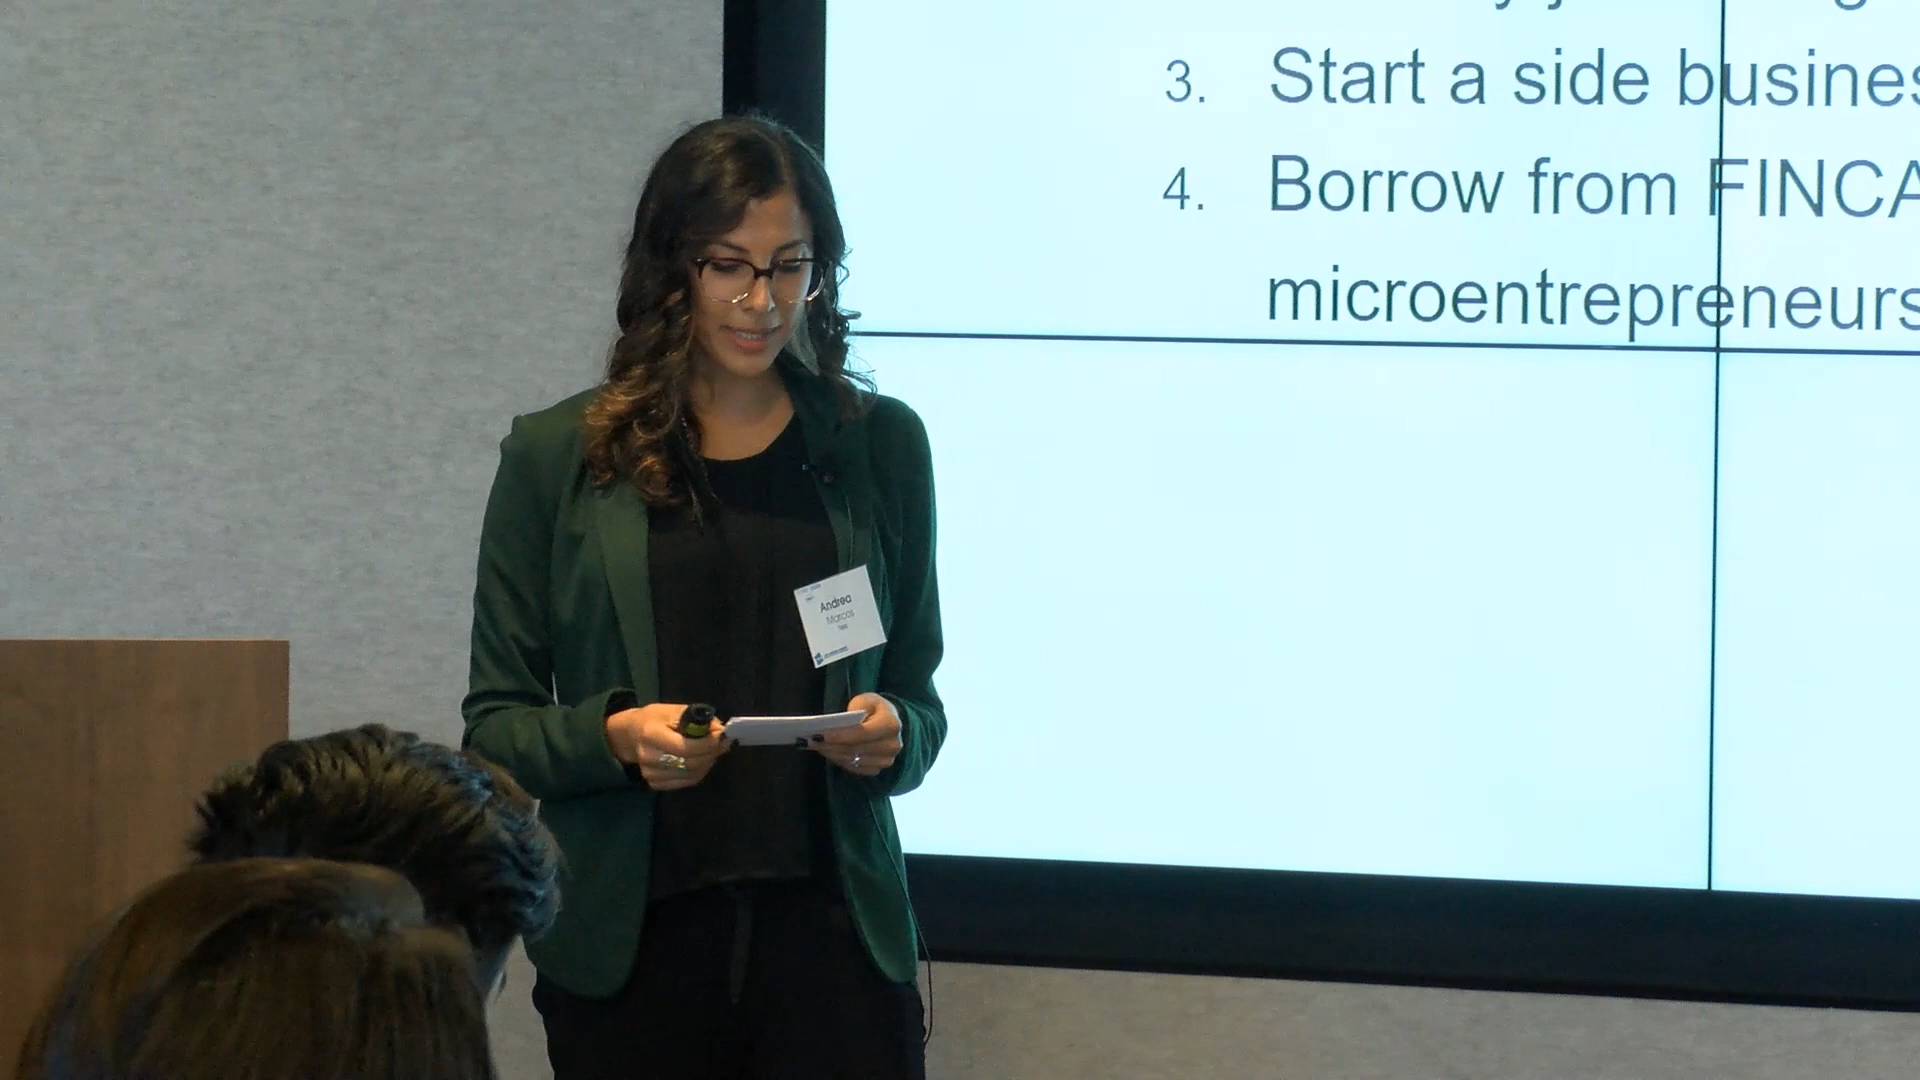 3. Start a side busines
4. Borrow from FINCA
microentrepreneurs
Andrea
Marcos